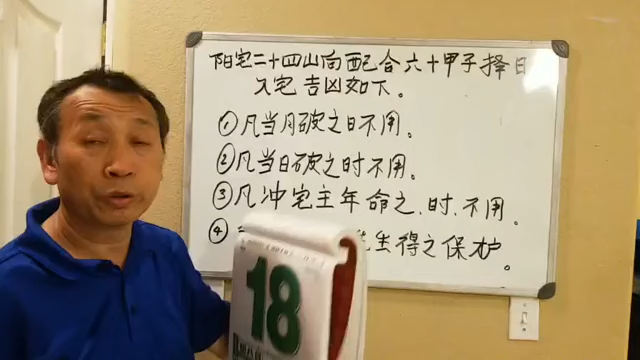 阳宅二十四山向配合六十甲子择日
入宅吉凶如下。
①凡当月破之日不用。
②凡当日破之时不用。
③凡冲宅主年命之.时.不用。
④ 生得之保护。
18